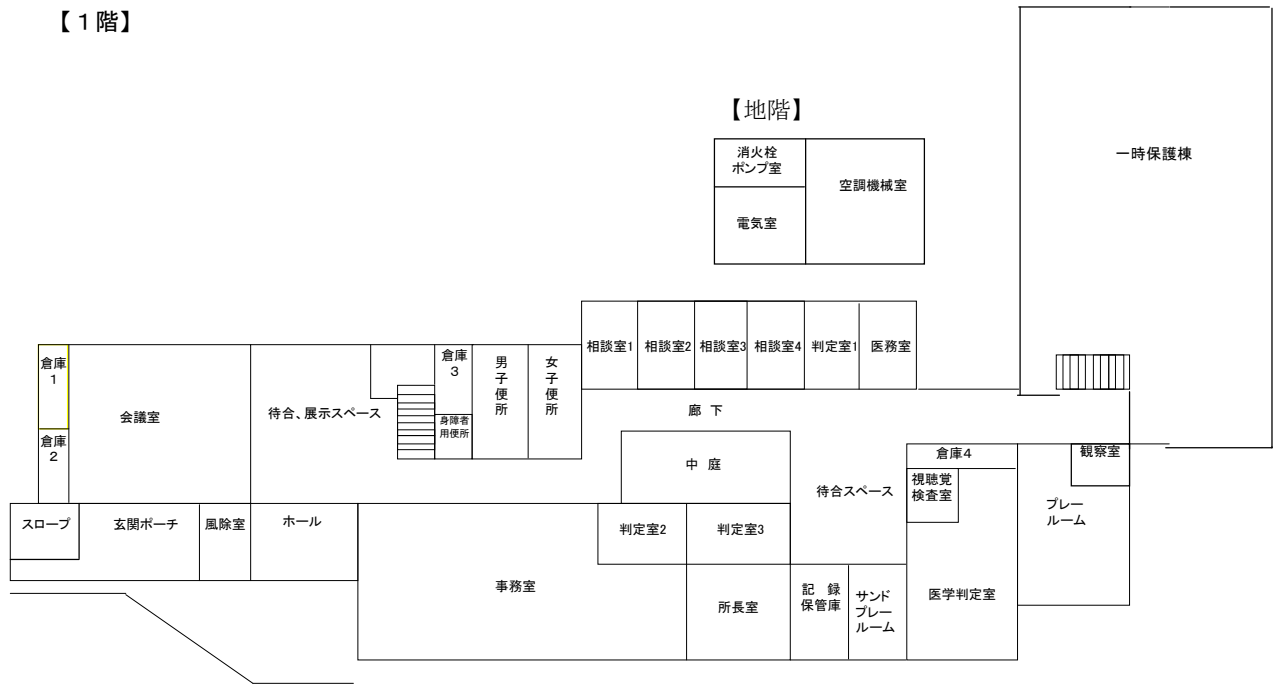 【１階】
【地階】
消火栓
ポンプ室
空調機械室
電気室
一時保護棟
相談室1
相談室2
相談室3
相談室4
判定室1
医務室
倉庫
1
倉庫
2
会議室
待合、展示スペース
倉庫
3
身障者
用便所
男子便所
女子便所
廊 下
中 庭
待合スペース
倉庫4
視聴覚
検査室
観察室
プレー
ルーム
スロープ
玄関ポーチ
風除室
ホール
事務室
判定室2
判定室3
所長室
記 録
保管庫
サンド
プレー
ルーム
医学判定室